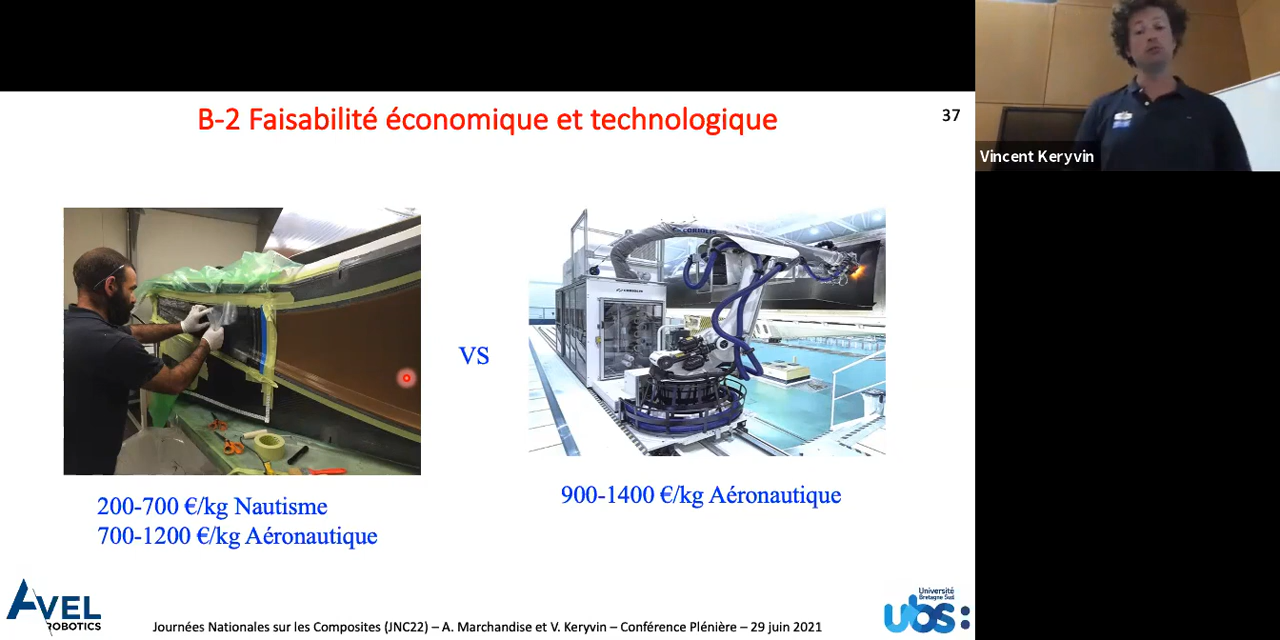 B-2 Faisabilité économique et technologique
37
Vincent Keryvin
CORIOLIS
CORIOLIS
VS
200-700 €/kg Nautisme
700-1200 €/kg Aéronautique
900-1400 €/kg Aéronautique
AVEL
ROBOTICS
Journées Nationales sur les Composites (JNC22) – A. Marchandise et V. Keryvin – Conférence Plénière – 29 juin 2021
Université
Bretagne Sud
ubs: